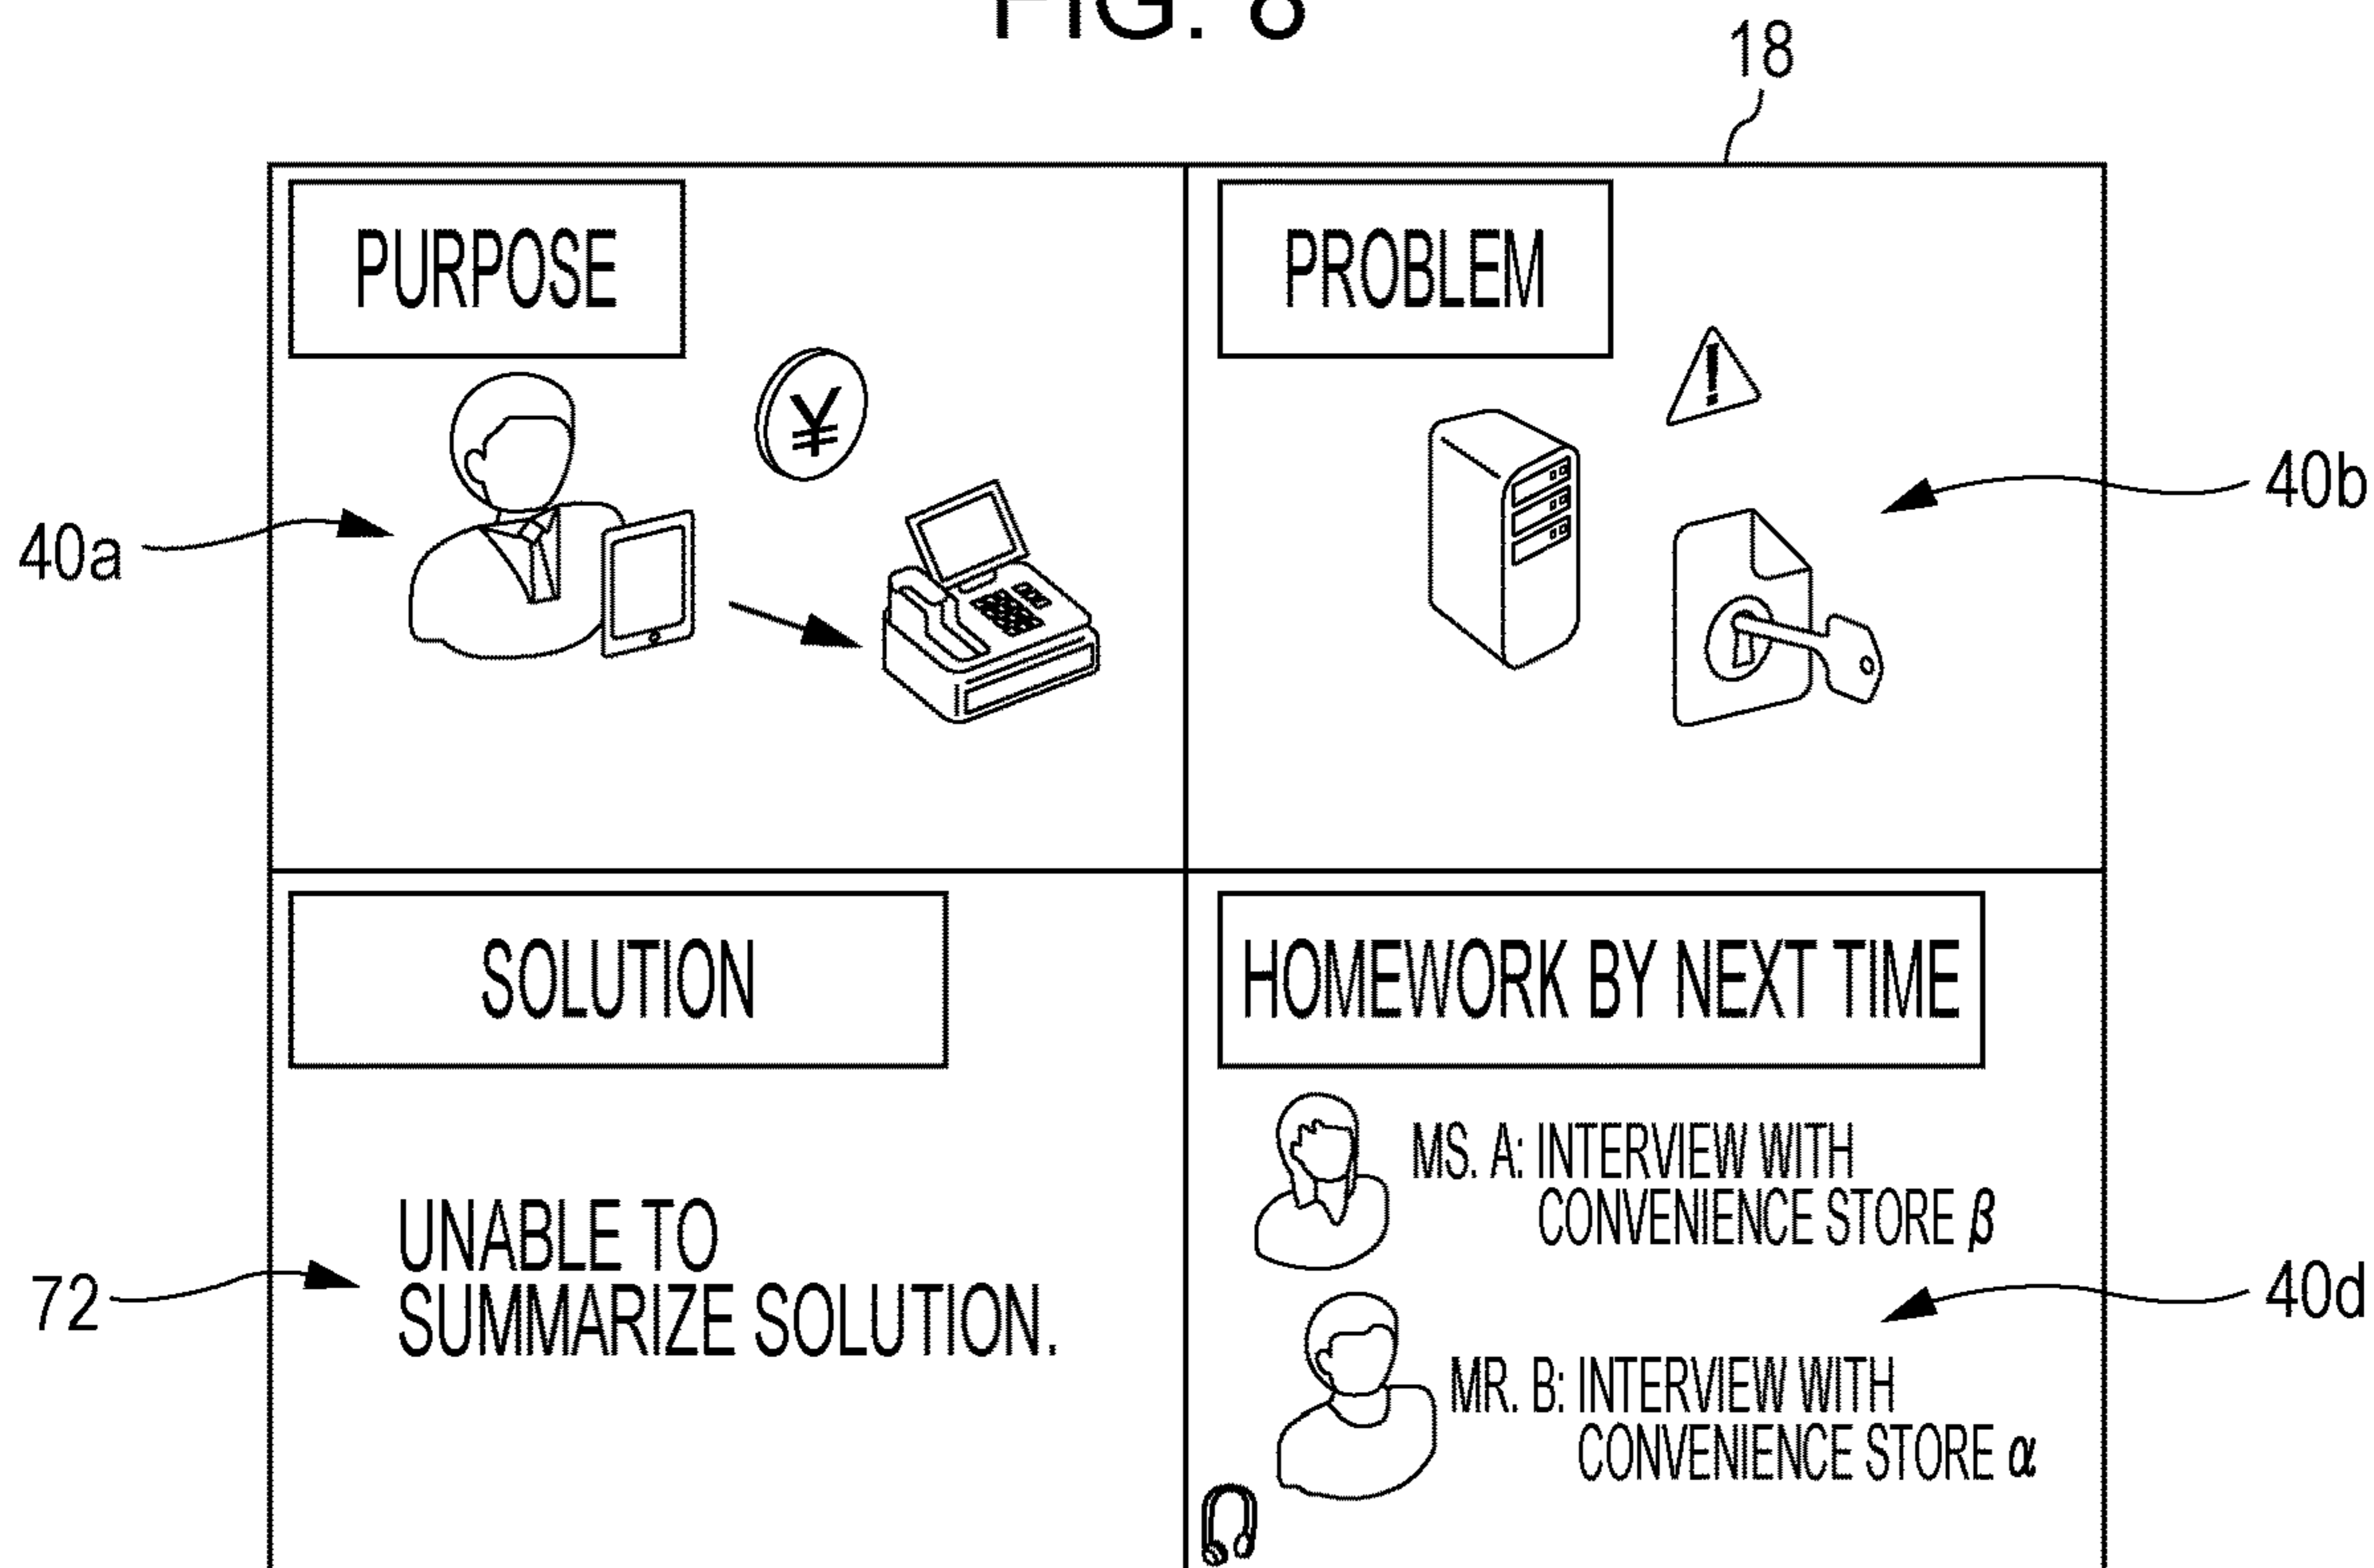 FIG. 8
18
PURPOSE
PROBLEM
¥
!
40a
40b
SOLUTION
HOMEWORK BY NEXT TIME
UNABLE TO
SUMMARIZE SOLUTION.
72
MS. A: INTERVIEW WITH
CONVENIENCE STORE β
40d
MR. B: INTERVIEW WITH
CONVENIENCE STORE α